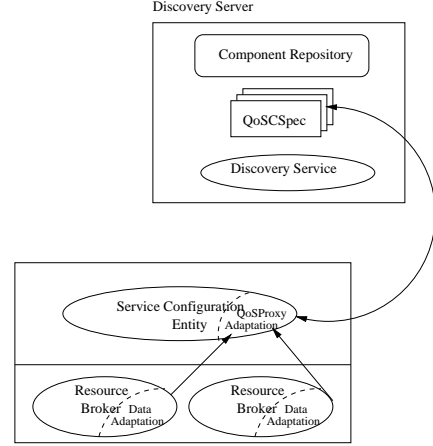 Discovery Server
Component Repository
QoSCSpec
Discovery Service
Service Configuration
Entity
QoSProxy
Adaptation
Resource
Broker
Data
Adaptation
Resource
Broker
Data
Adaptation